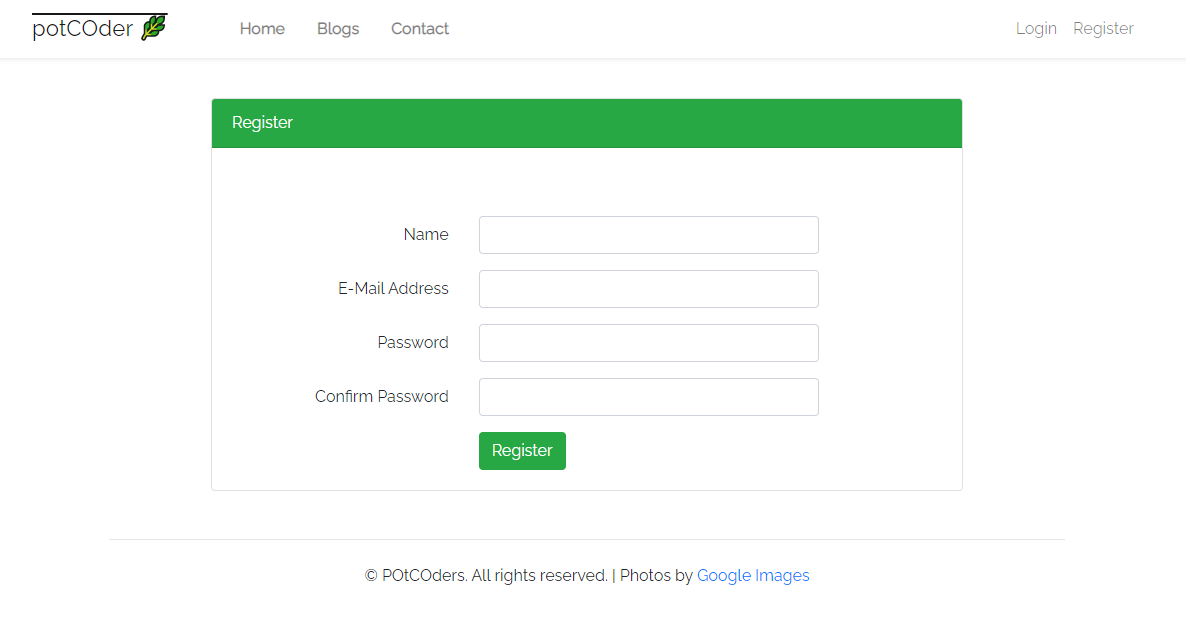 potCOder
Home Blogs Contact
Login Register
Register
Name
E-Mail Address
Password
Confirm Password
Register
© POtCOders. All rights reserved. | Photos by Google Images